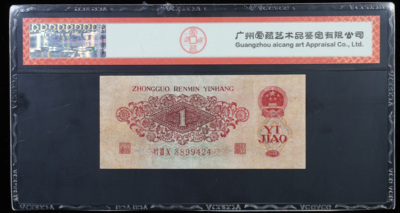 广州爱藏艺术品鉴定有限公司
Guangzhou aicang art Appraisal Co., Ltd.
ZHONGGUO RENMIN YINHANG
1
YI
JIAO
8899424